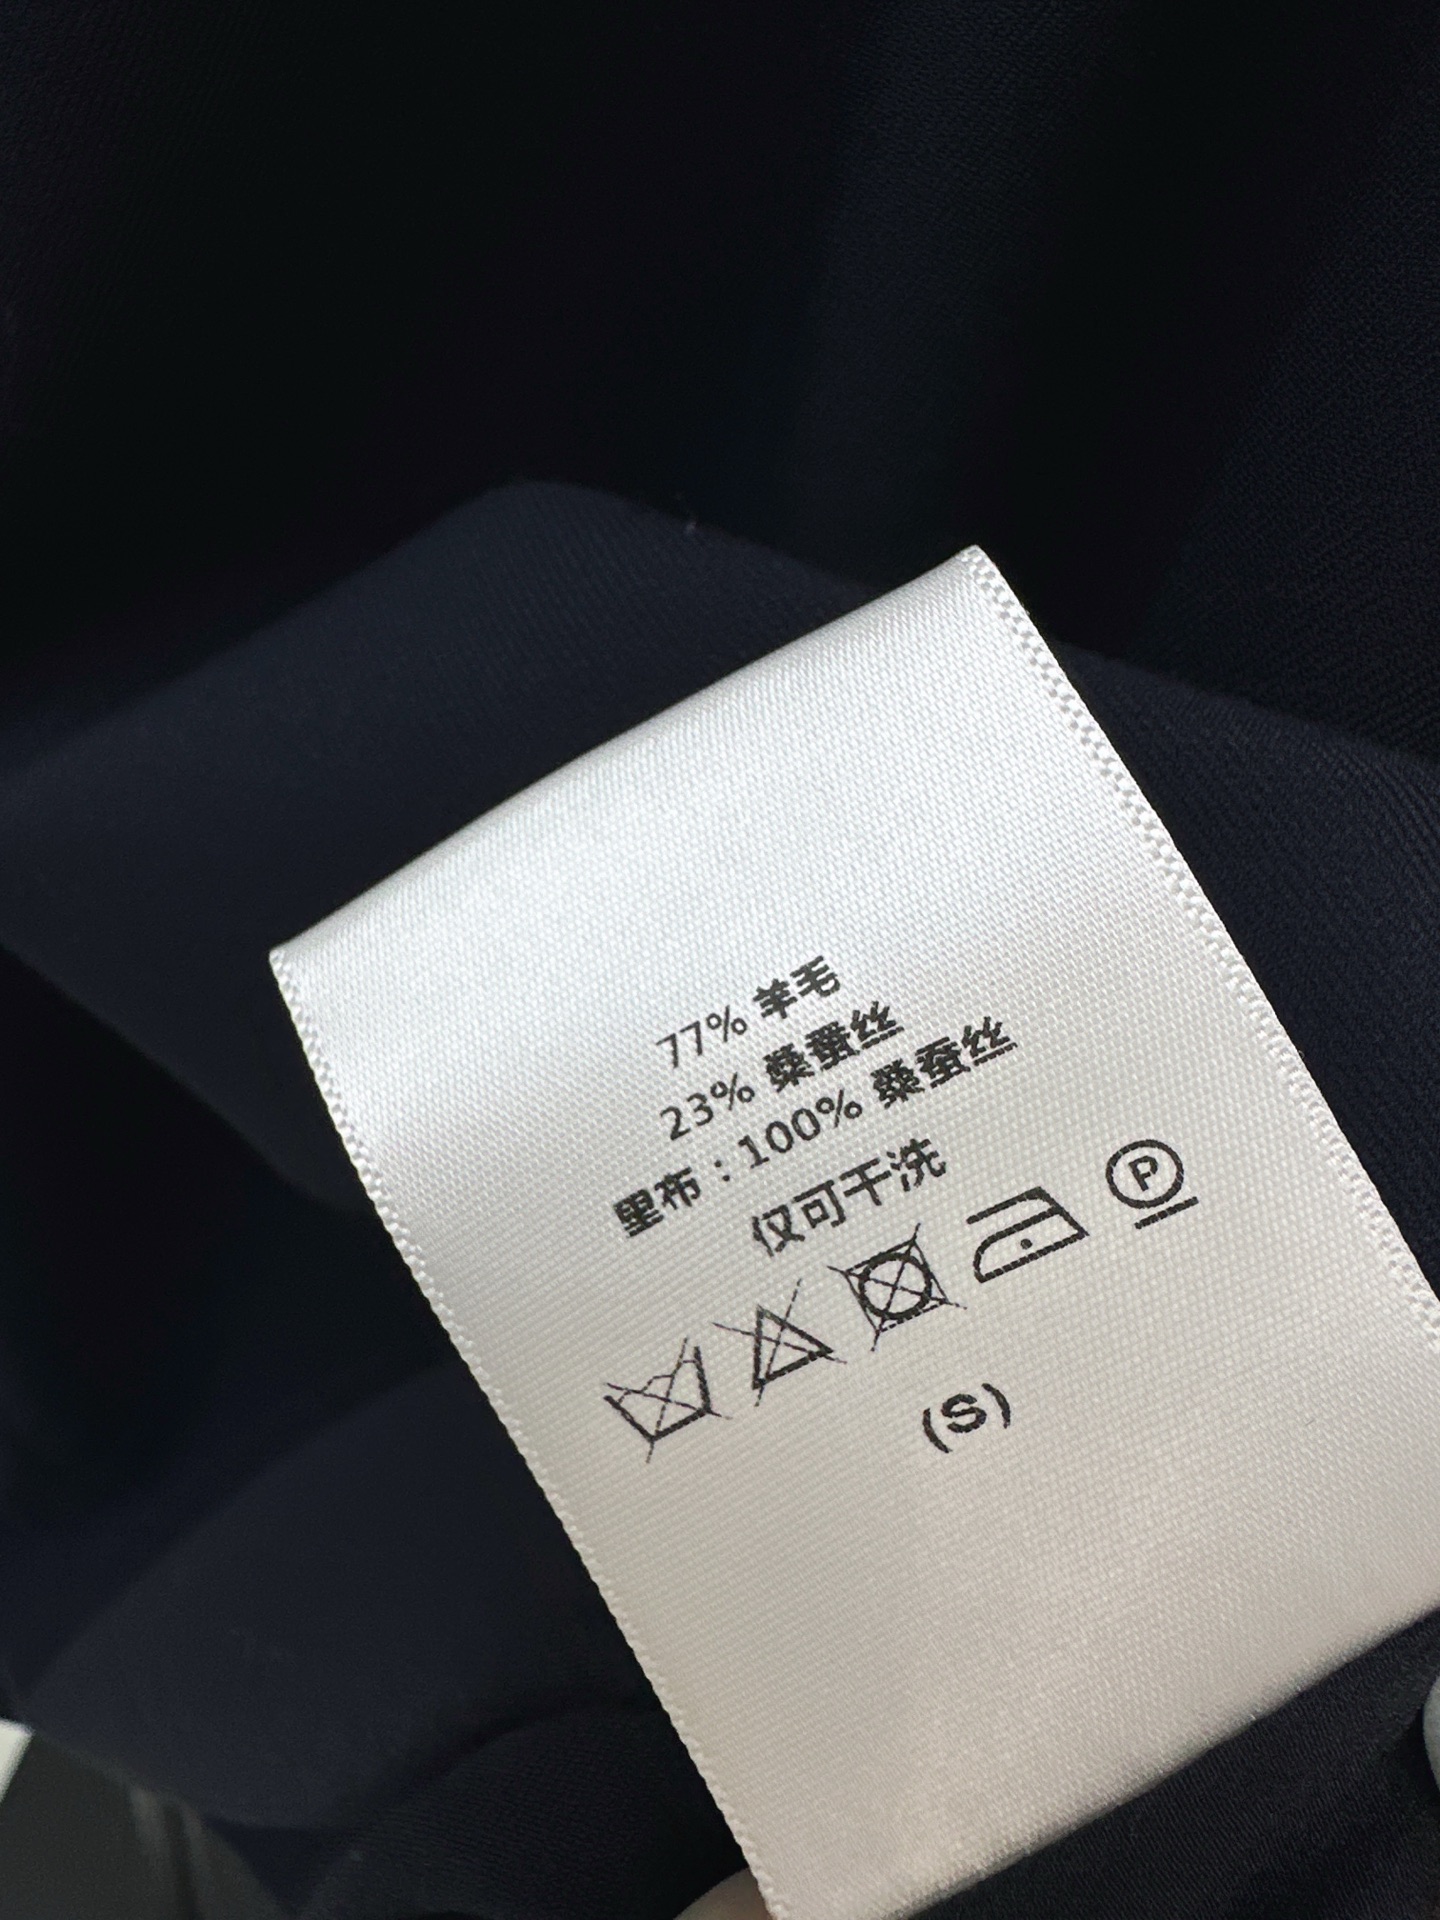 77% 羊毛
23% 桑蚕丝
里布：100% 桑蚕丝
仅可干洗
P
(S)